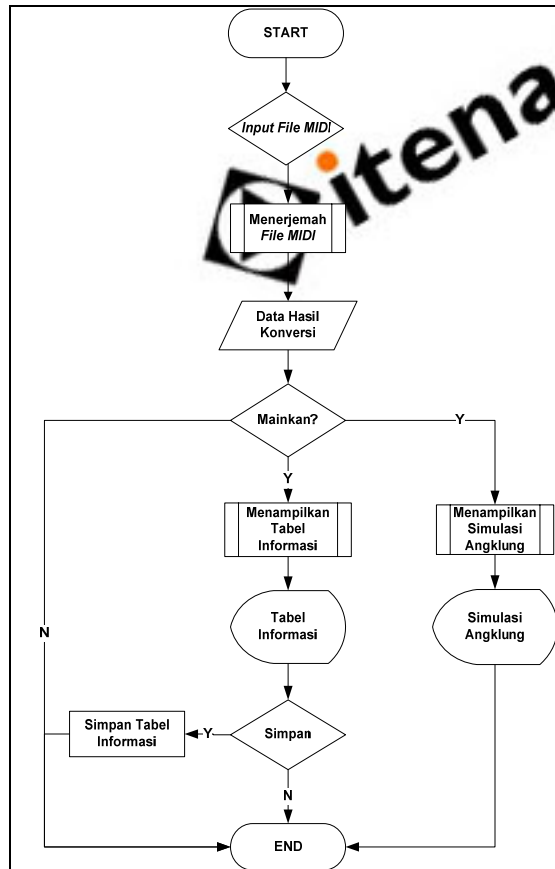 START
Input File MIDI
itena
Menerjemah
File MIDI
Data Hasil
Konversi
Mainkan?
Y
Y
Menampilkan
Tabel
Informasi
Menampilkan
Simulasi
Angklung
Tabel
Informasi
Simulasi
Angklung
N
Simpan Tabel
Informasi
Y
Simpan
N
END